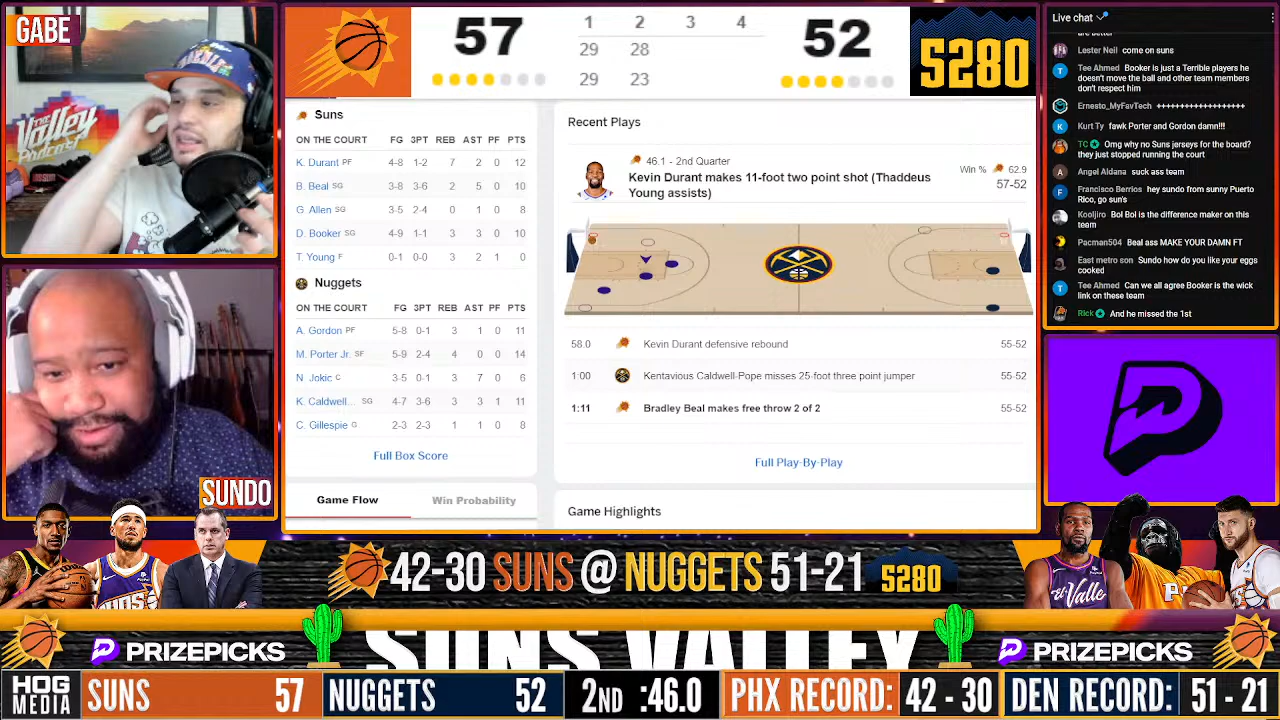 GABE
The Valley
Podcast
SUNDO
57
1 2 3 4
29 28
29 23
52
5280
Suns
ON THE COURT FG 3PT REB AST PF PTS
K. Durant PF 4-8 1-2 7 2 0 12
B. Beal SG 3-8 3-6 2 5 0 10
G. Allen SG 3-5 2-4 0 1 0 8
D. Booker SG 4-9 1-1 3 3 0 10
T. Young F 0-1 0-0 3 2 1 0
Nuggets
ON THE COURT FG 3PT REB AST PF PTS
A. Gordon PF 5-8 0-1 3 1 0 11
M. Porter Jr. SF 5-9 2-4 4 0 0 14
N. Jokic C 3-5 0-1 3 7 0 6
K. Caldwell... SG 4-7 3-6 3 3 1 11
C. Gillespie G 2-3 2-3 1 1 0 8
Full Box Score
Game Flow Win Probability
Recent Plays
46.1 - 2nd Quarter
Kevin Durant makes 11-foot two point shot (Thaddeus
Young assists)
Win % 62.9
57-52
58.0 Kevin Durant defensive rebound 55-52
1:00 Kentavious Caldwell-Pope misses 25-foot three point jumper 55-52
1:11 Bradley Beal makes free throw 2 of 2 55-52
Full Play-By-Play
Game Highlights
Live chat
are better
Lester Neil come on suns
Tee Ahmed Booker is just a Terrible players he
doesn't move the ball and other team members
don't respect him
Ernesto_MyFavTech ++++++++++++++++++
Kurt Ty fawk Porter and Gordon damn!!!
TC Omg why no Suns jerseys for the board?
they just stopped running the court
Angel Aldana suck ass team
Francisco Berrios hey sundo from sunny Puerto
Rico, go sun's
Kooljiro Bol Bol is the difference maker on this
team
Pacman504 Beal ass MAKE YOUR DAMN FT
East metro son Sundo how do you like your eggs
cooked
Tee Ahmed Can we all agree Booker is the wick
link on these team
Rick And he missed the 1st
42-30 SUNS @ NUGGETS 51-21 5280
PRIZEPICKS SUNS VALLEY PRIZEPICKS
HOG
MEDIA
SUNS 57 NUGGETS 52 2ND :46.0 PHX RECORD: 42 - 30 DEN RECORD: 51 - 21